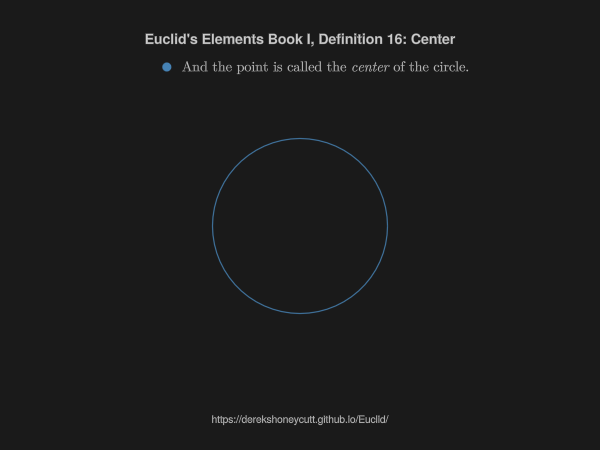 Euclid's Elements Book I, Definition 16: Center
And the point is called the center of the circle.
https://derekshoneycutt.github.io/Euclid/